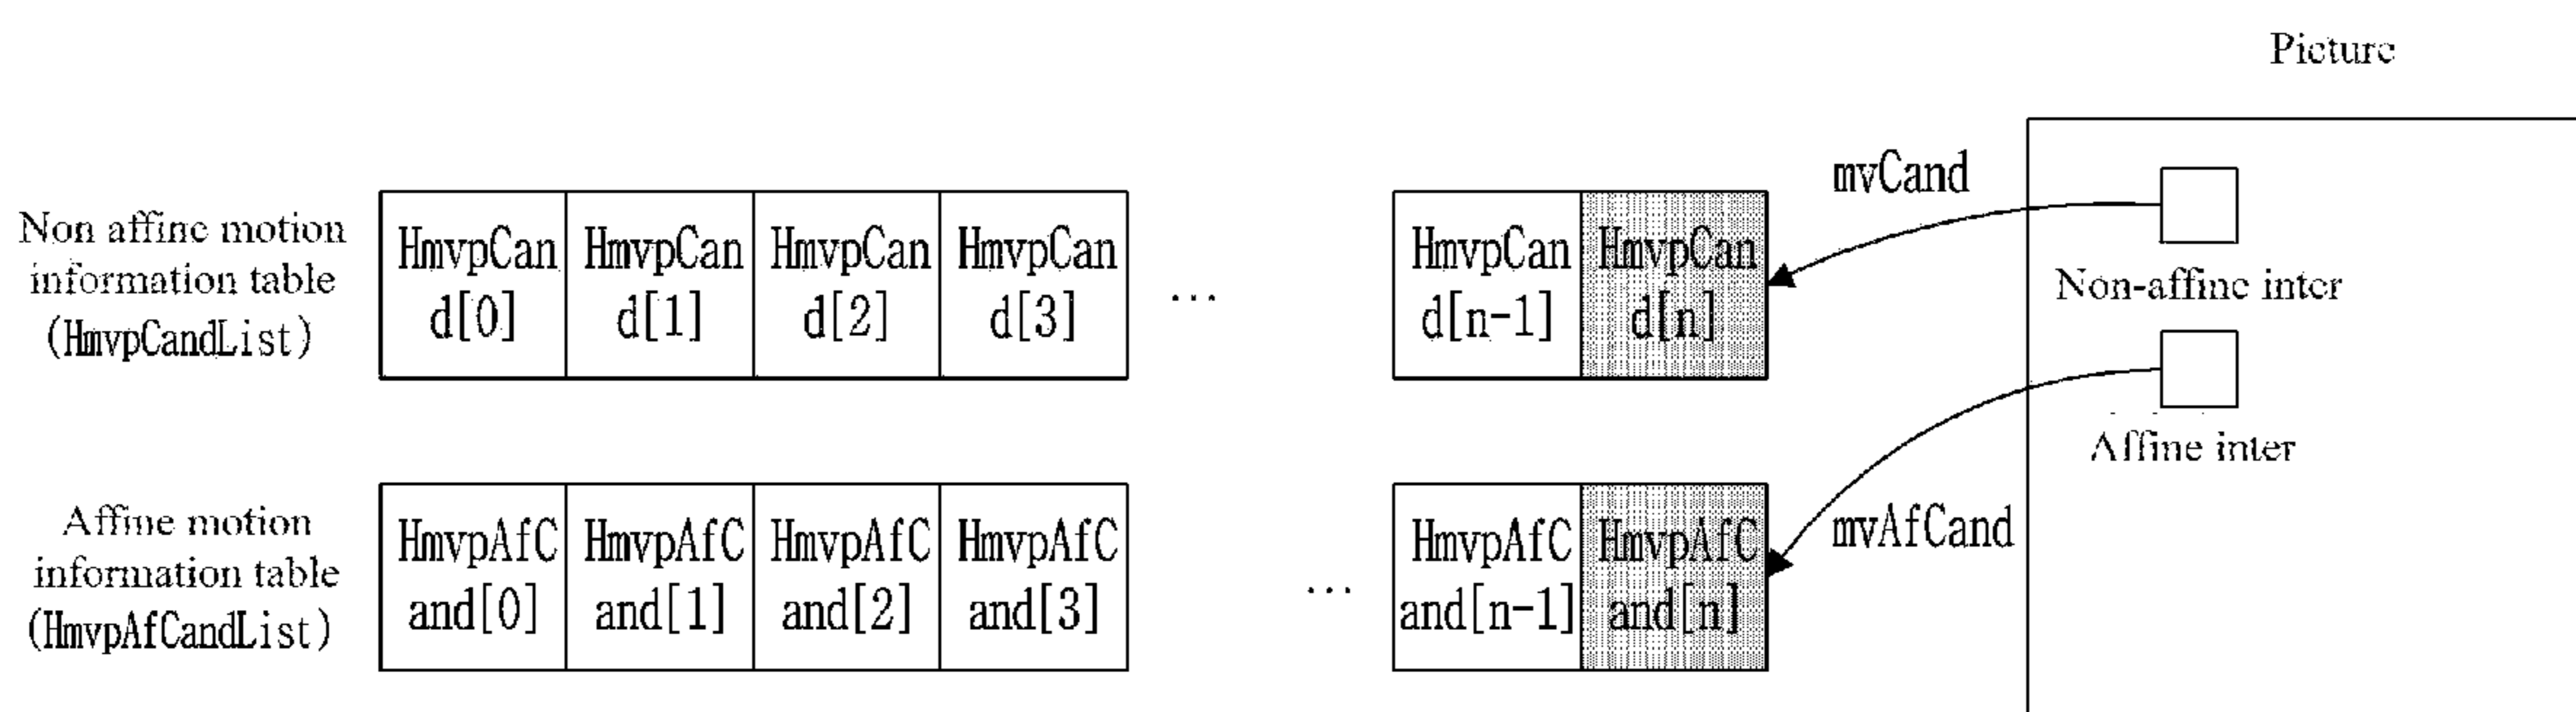 Picture
mvCand
Non affine motion
information table
(HmvpCandList)
HmvpCan
d[0]
HmvpCan
d[1]
HmvpCan
d[2]
HmvpCan
d[3]
...
HmvpCan
d[n-1]
HmvpCan
d[n]
Non-affine inter
Affine inter
Affine motion
information table
(HmvpAfCandList)
HmvpAfC
and[0]
HmvpAfC
and[1]
HmvpAfC
and[2]
HmvpAfC
and[3]
...
HmvpAfC
and[n-1]
HmvpAfC
and[n]
mvAfCand